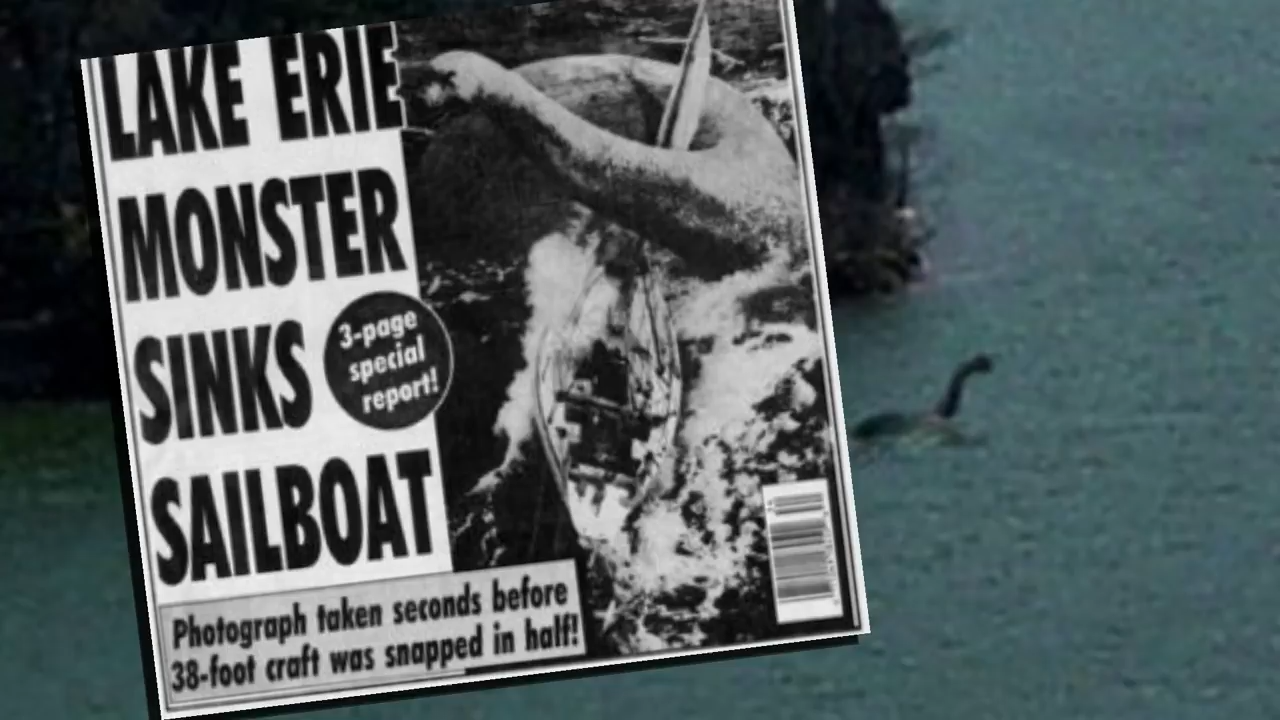 LAKE ERIE
MONSTER
SINKS
SAILBOAT
3-page
special
report!
Photograph taken seconds before
38-foot craft was snapped in half!